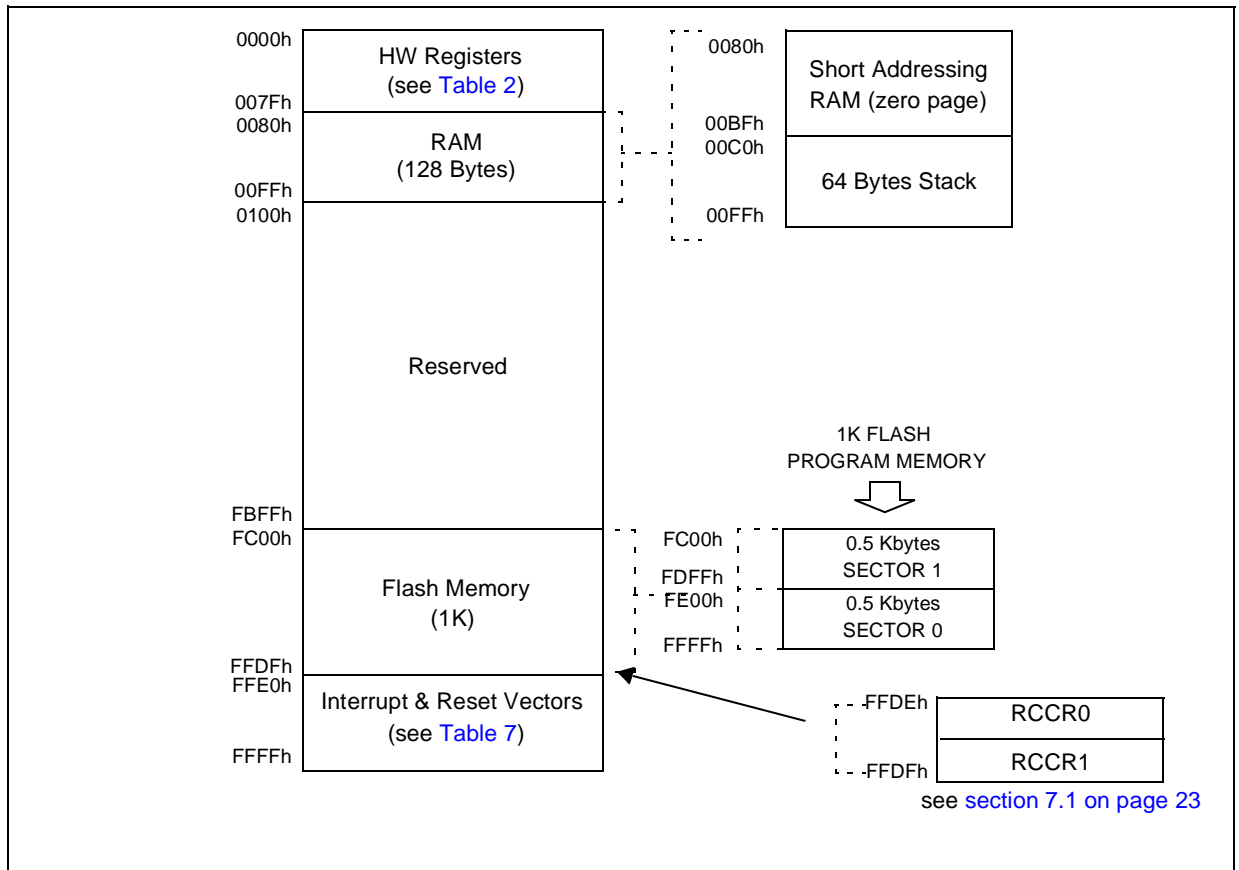 0000h
HW Registers
(see Table 2)
007Fh
0080h
RAM
(128 Bytes)
00FFh
0100h
Reserved
FBFFh
FC00h
Flash Memory
(1K)
FFDFh
FFE0h
Interrupt & Reset Vectors
(see Table 7)
FFFFh
0080h
Short Addressing
RAM (zero page)
00BFh
00C0h
64 Bytes Stack
00FFh
1K FLASH
PROGRAM MEMORY
FC00h
0.5 Kbytes
SECTOR 1
FDFFh
FE00h
0.5 Kbytes
SECTOR 0
FFFFh
FFDEh
RCCR0
RCCR1
FFDFh
see section 7.1 on page 23